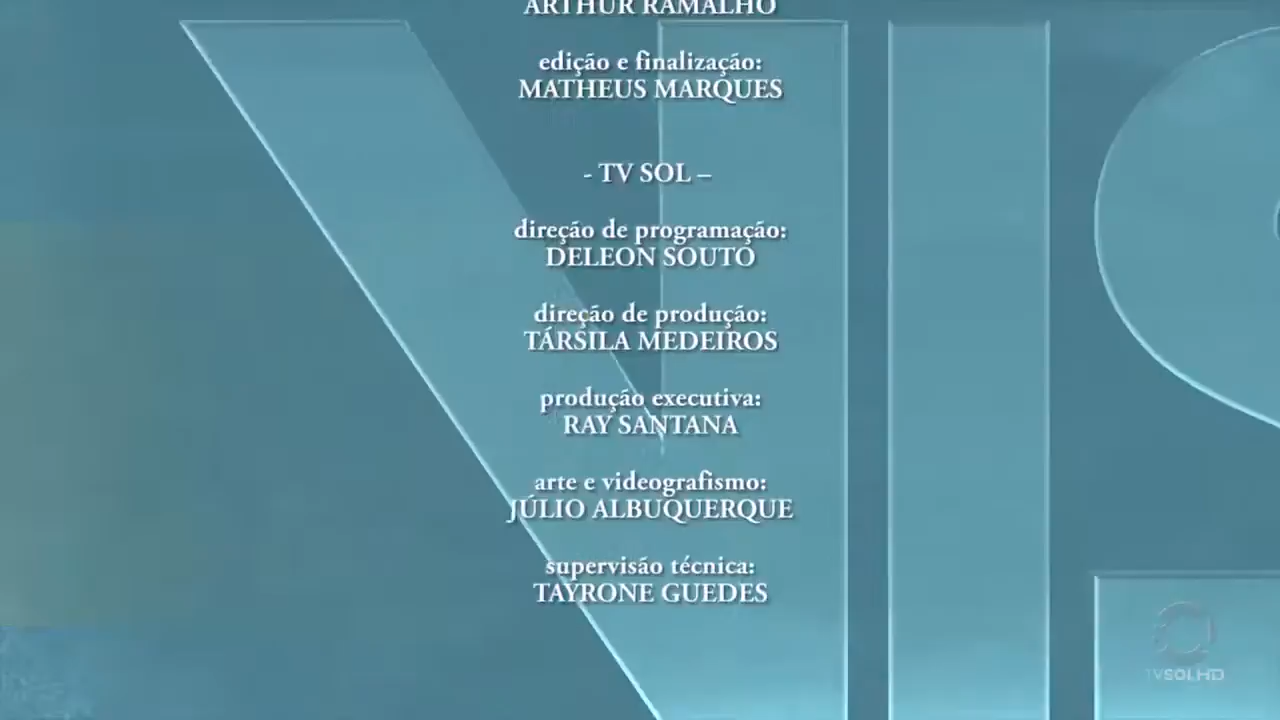 ARTHUR RAMALHO
edição e finalização:
MATHEUS MARQUES
- TV SOL –
direção de programação:
DELEON SOUTO
direção de produção:
TÁRSILA MEDEIROS
produção executiva:
RAY SANTANA
arte e videografismo:
JÚLIO ALBUQUERQUE
supervisão técnica:
TAYRONE GUEDES
VIS
TVSOLHD